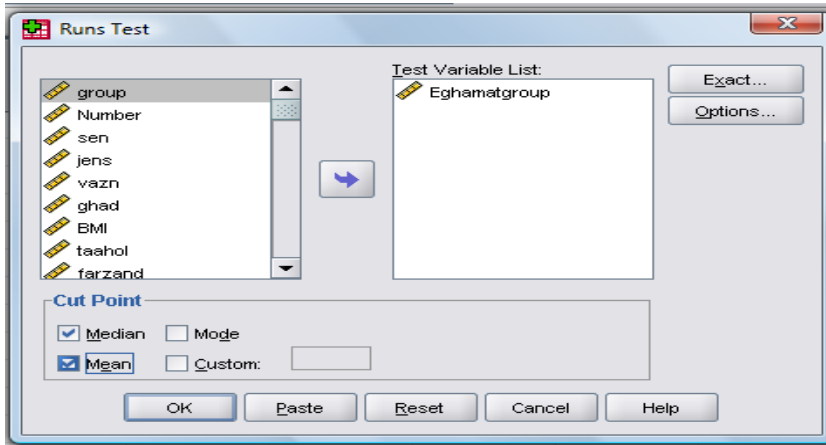 Runs Test
group
Number
sen
jens
vazn
ghad
BMI
taahol
farzand
Test Variable List:
Eghamatgroup
Exact...
Options...
Cut Point
Median Mode
Mean Custom:
OK Paste Reset Cancel Help